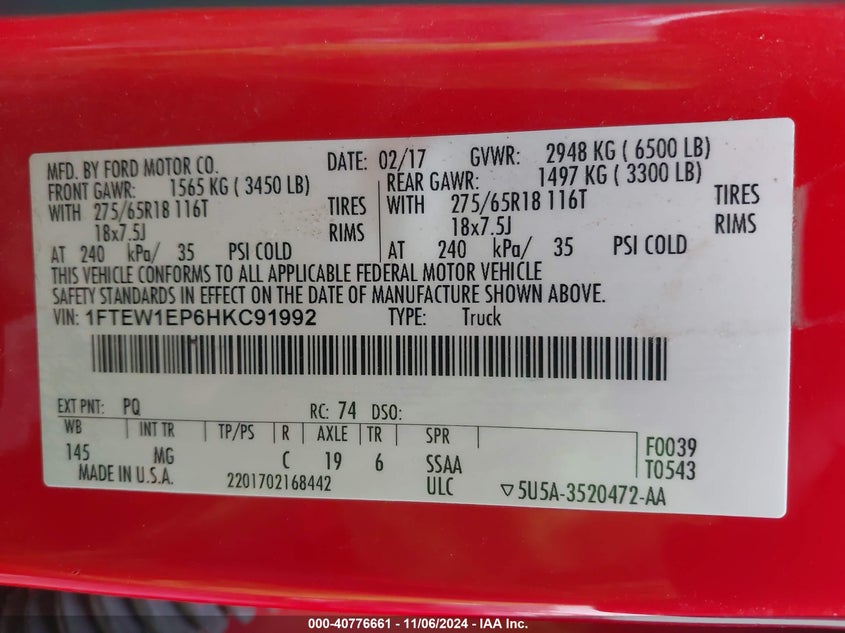 MFD. BY FORD MOTOR CO. DATE: 02/17 GVWR: 2948 KG ( 6500 LB)
FRONT GAWR: 1565 KG ( 3450 LB) REAR GAWR: 1497 KG ( 3300 LB)
WITH 275/65R18 116T TIRES WITH 275/65R18 116T TIRES
18x7.5J RIMS 18x7.5J RIMS
AT 240 kPa/ 35 PSI COLD AT 240 kPa/ 35 PSI COLD
THIS VEHICLE CONFORMS TO ALL APPLICABLE FEDERAL MOTOR VEHICLE
SAFETY STANDARDS IN EFFECT ON THE DATE OF MANUFACTURE SHOWN ABOVE.
VIN: 1FTEW1EP6HKC91992 TYPE: Truck
EXT PNT: PQ RC: 74 DSO:
WB INT TR TP/PS R AXLE TR SPR F0039
145 MG C 19 6 SSAA T0543
MADE IN U.S.A. 2201702168442 ULC ▽5U5A-3520472-AA
000-40776661 - 11/06/2024 - IAA Inc.